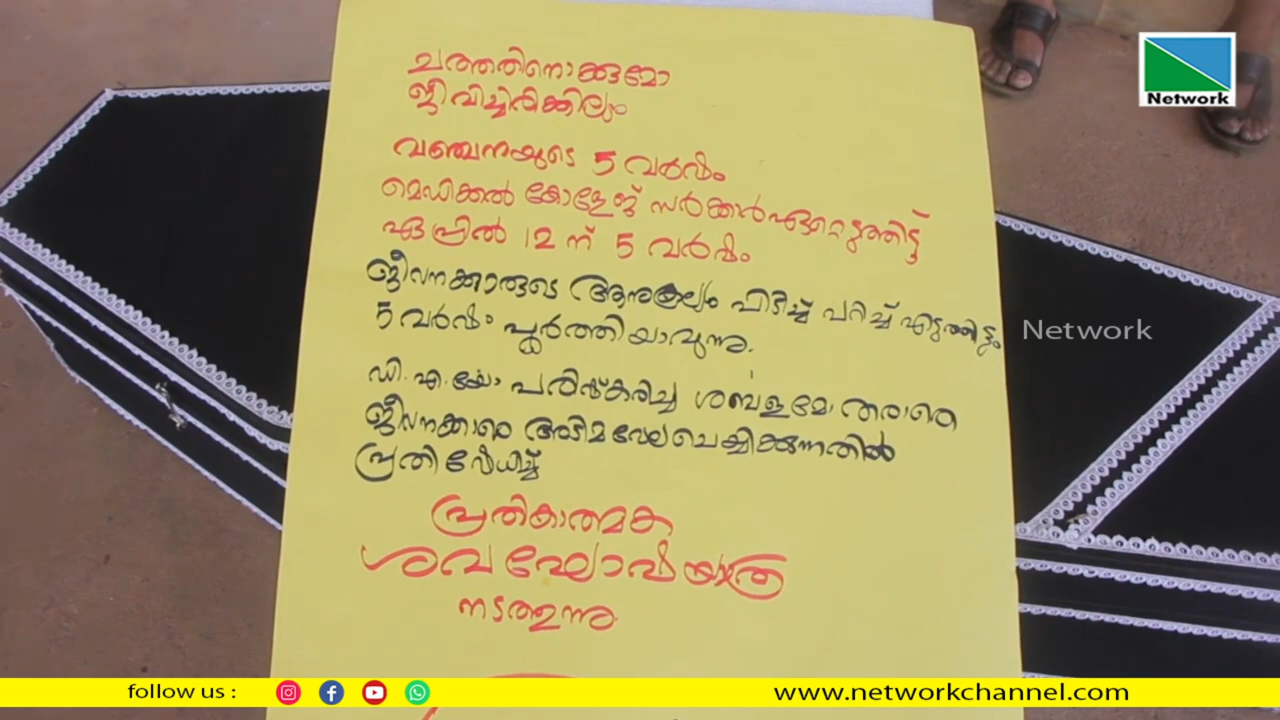 Network
ചത്തതിനൊക്കുമോ
ജീവിച്ചിരിക്കിലും
വഞ്ചനയുടെ 5 വർഷം
മെഡിക്കൽ കോളേജ് സർക്കാർ ഏറ്റെടുത്തിട്ട്
ഏപ്രിൽ 12 ന് 5 വർഷം
ജീവനക്കാരുടെ ആനുകൂല്യം പിടിച്ച് പറിച്ച് എടുത്തിട്ടും
5 വർഷം പൂർത്തിയാവുന്നു.
Network
ഡി.എ.യോ പരിഷ്കരിച്ച ശമ്പളമോ തരാതെ
ജീവനക്കാരെ അടിമവേല ചെയ്യിക്കുന്നതിൽ
പ്രതിഷേധിച്ച്
പ്രതികാത്മക
ശവഘോഷയാത്ര
നടത്തുന്നു.
follow us :
www.networkchannel.com